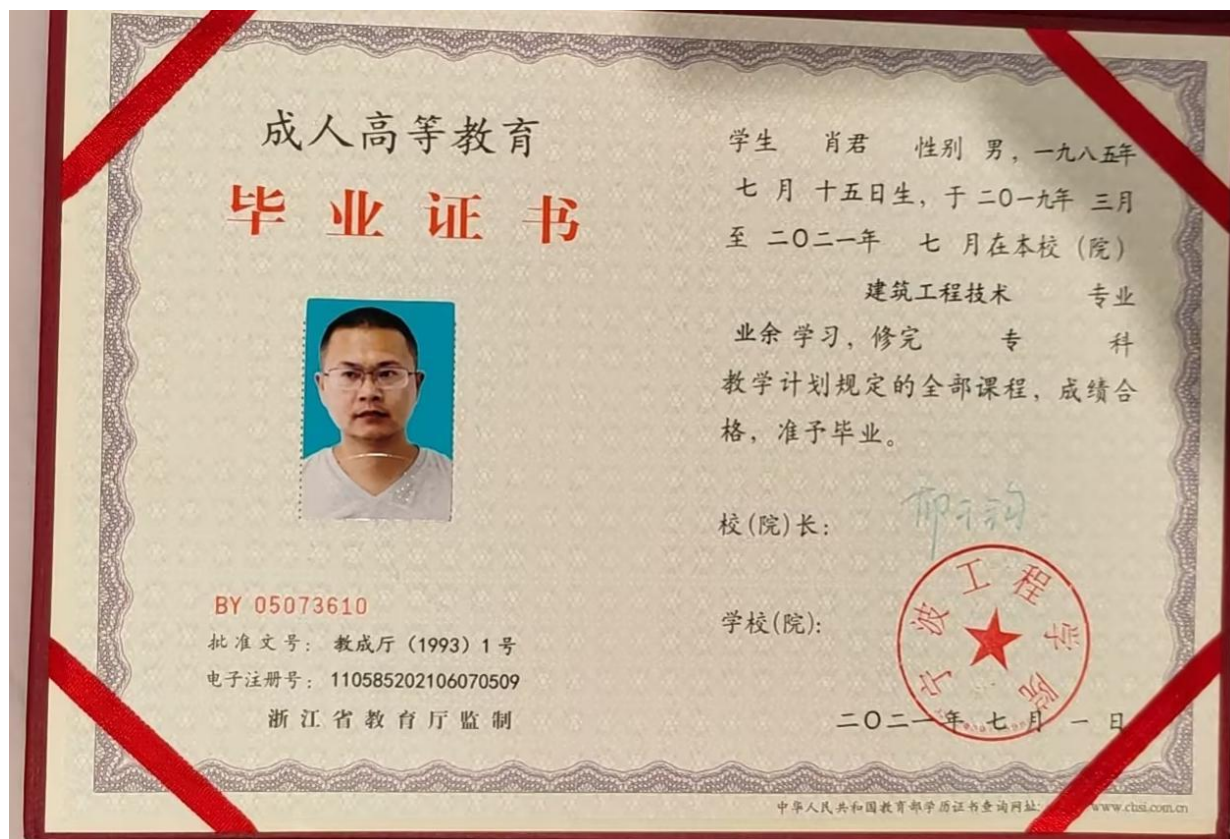 成人高等教育
毕业证书
BY 05073610
批准文号: 教成厅(1993)1号
电子注册号: 110585202106070509
浙江省教育厅监制
学生 肖君 性别 男, 一九八五年
七 月 十五日生, 于 二〇一九年 三月
至 二〇二一年 七 月在本校(院)
建筑工程技术 专业
业余 学习, 修完 专 科
教学计划规定的全部课程, 成绩合
格, 准予毕业。
校(院)长:
学校(院):
宁波工程学院
二〇二一年 七 月 一 日
中华人民共和国教育部学历证书查询网址: www.chsi.com.cn